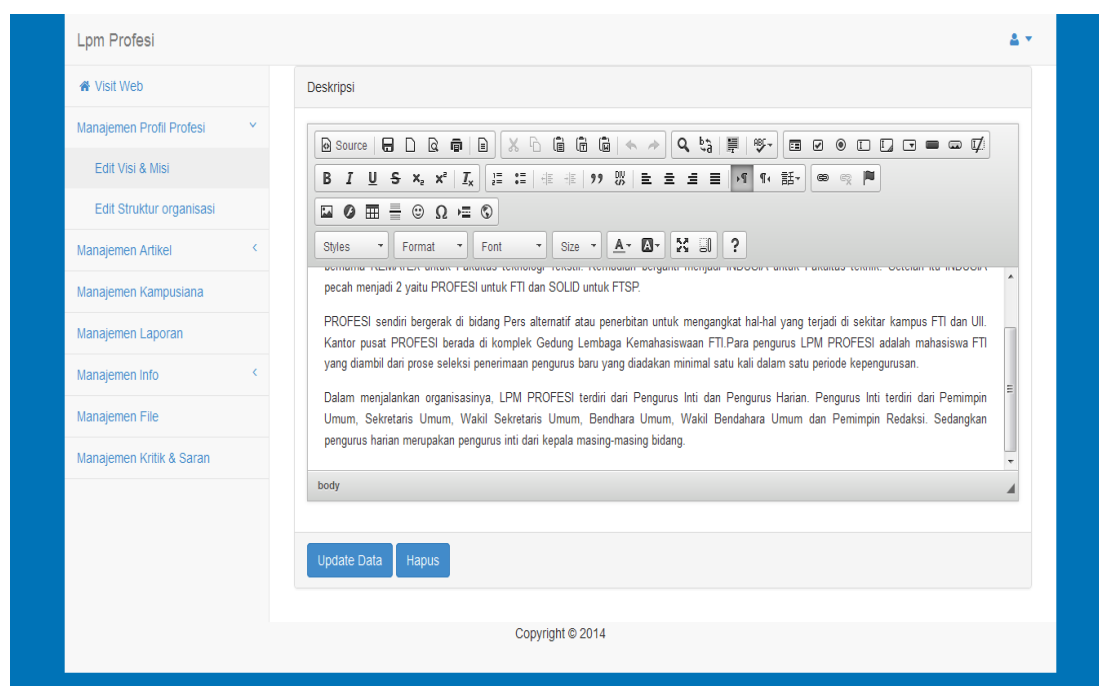 Lpm Profesi
Visit Web
Manajemen Profil Profesi
Edit Visi & Misi
Edit Struktur organisasi
Manajemen Artikel
Manajemen Kampusiana
Manajemen Laporan
Manajemen Info
Manajemen File
Manajemen Kritik & Saran
Deskripsi
Source
Styles Format Font Size
pecah menjadi 2 yaitu PROFESI untuk FTI dan SOLID untuk FTSP.
PROFESI sendiri bergerak di bidang Pers alternatif atau penerbitan untuk mengangkat hal-hal yang terjadi di sekitar kampus FTI dan UII.
Kantor pusat PROFESI berada di komplek Gedung Lembaga Kemahasiswaan FTI.Para pengurus LPM PROFESI adalah mahasiswa FTI
yang diambil dari prose seleksi penerimaan pengurus baru yang diadakan minimal satu kali dalam satu periode kepengurusan.
Dalam menjalankan organisasinya, LPM PROFESI terdiri dari Pengurus Inti dan Pengurus Harian. Pengurus Inti terdiri dari Pemimpin
Umum, Sekretaris Umum, Wakil Sekretaris Umum, Bendhara Umum, Wakil Bendahara Umum dan Pemimpin Redaksi. Sedangkan
pengurus harian merupakan pengurus inti dari kepala masing-masing bidang.
body
Update Data Hapus
Copyright © 2014